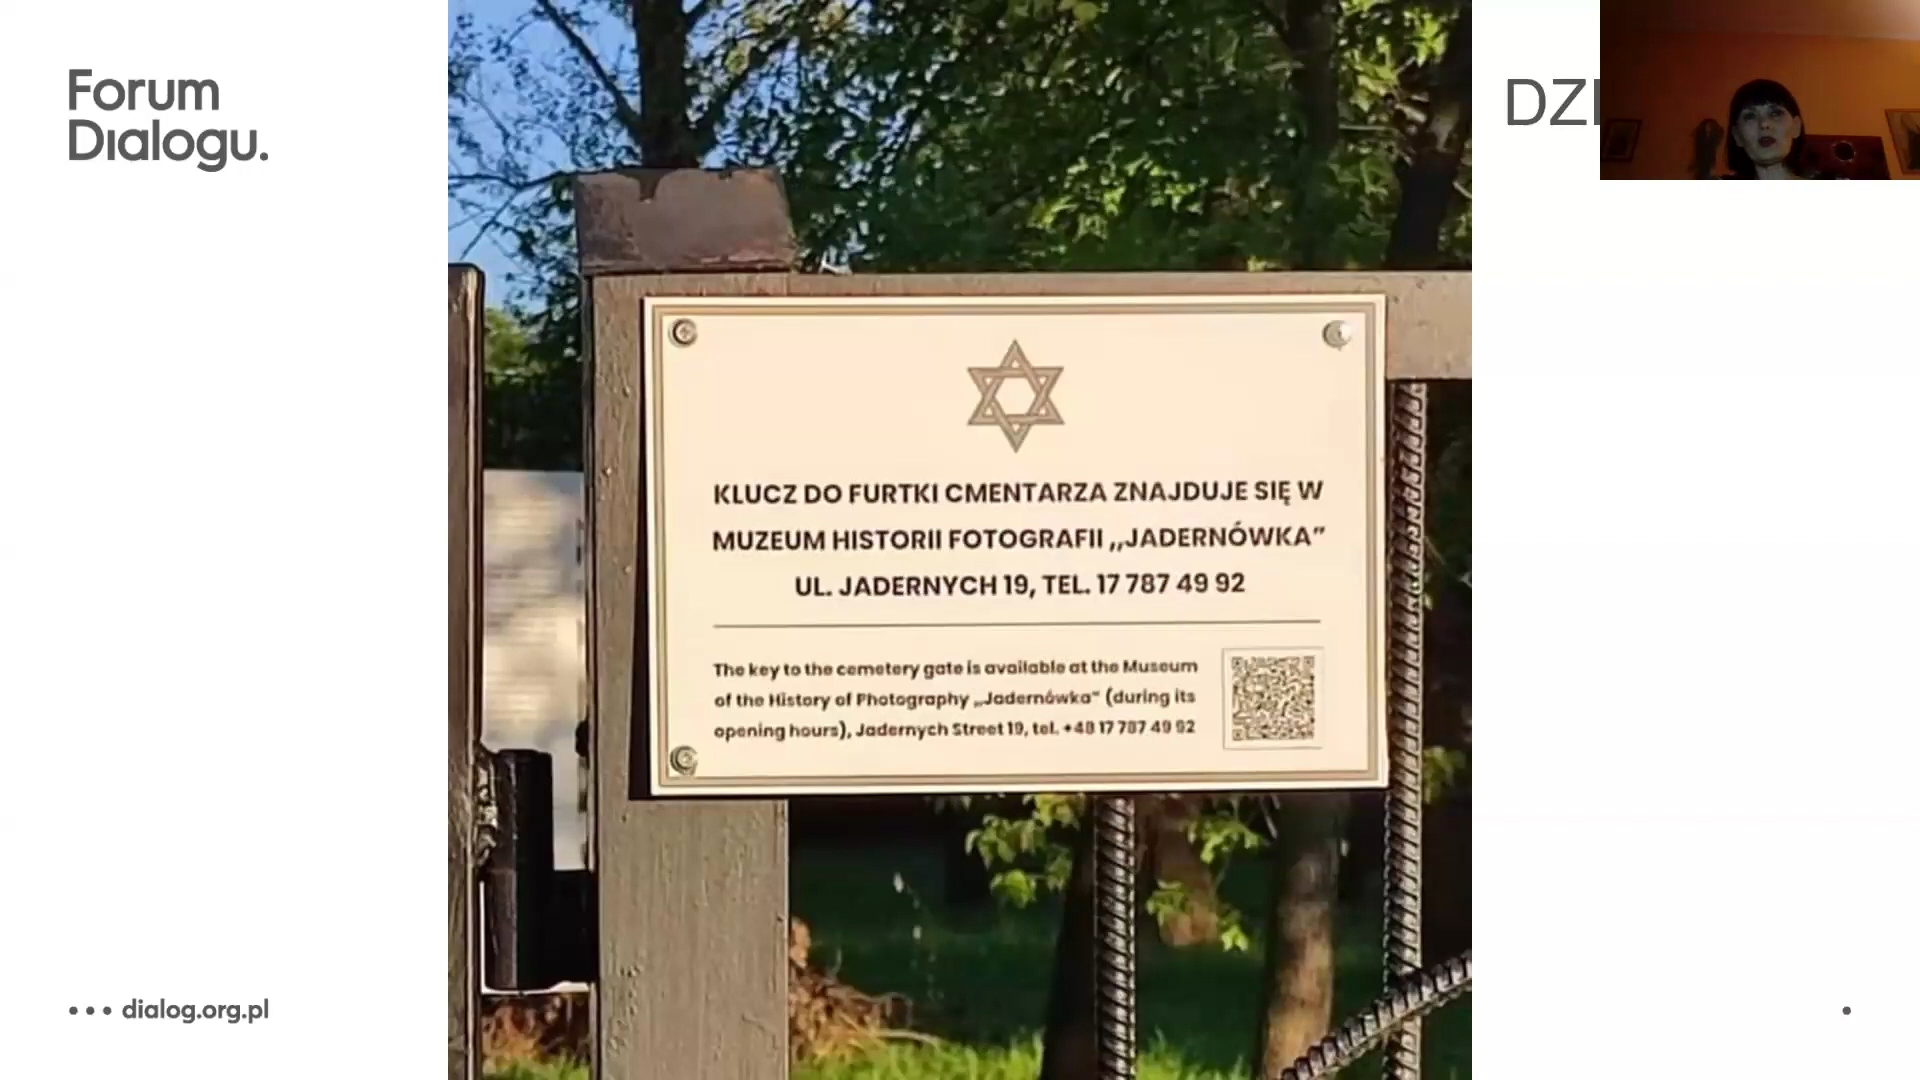 Forum
Dıalogu.
KLUCZ DO FURTKI CMENTARZA ZNAJDUJE SIĘ W
MUZEUM HISTORII FOTOGRAFII ,,JADERNÓWKA”
UL. JADERNYCH 19, TEL. 17 787 49 92
The key to the cemetery gate is available at the Museum
of the History of Photography „Jadernówka“ (during its
opening hours), Jadernych Street 19, tel. +48 17 787 49 92
••• dialog.org.pl